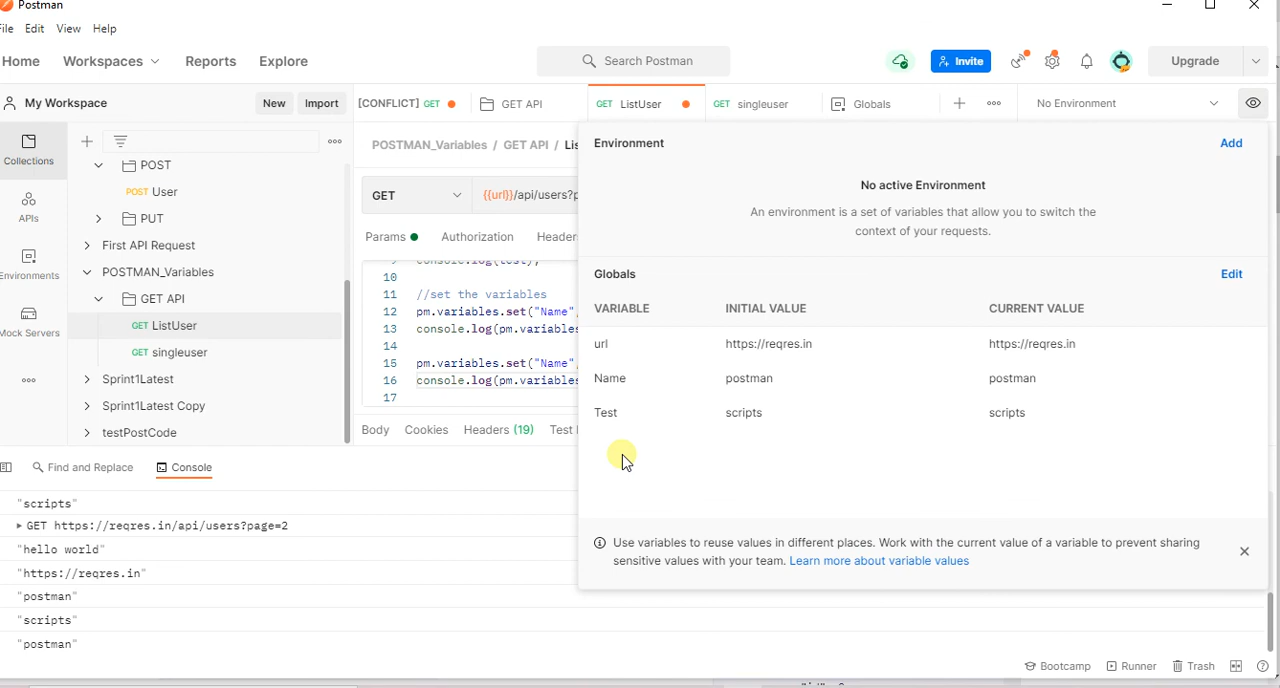 Postman
File Edit View Help
Home Workspaces Reports Explore
Search Postman
Invite
Upgrade
My Workspace
New Import
[CONFLICT] GET
GET API
GET ListUser
GET singleuser
Globals
No Environment
Collections
APIs
Environments
Mock Servers
POST
POST User
PUT
First API Request
POSTMAN_Variables
GET API
GET ListUser
GET singleuser
Sprint1Latest
Sprint1Latest Copy
testPostCode
POSTMAN_Variables / GET API /
GET
{{url}}/api/users?p
Params Authorization
9 console.log(test);
10
11 //set the variables
12 pm.variables.set("Name",
13 console.log(pm.variables
14
15 pm.variables.set("Name",
16 console.log(pm.variables
17
Body Cookies Headers (19) Test
Environment
Add
No active Environment
An environment is a set of variables that allow you to switch the
context of your requests.
Globals
Edit
VARIABLE INITIAL VALUE CURRENT VALUE
url https://reqres.in https://reqres.in
Name postman postman
Test scripts scripts
Use variables to reuse values in different places. Work with the current value of a variable to prevent sharing
sensitive values with your team. Learn more about variable values
Find and Replace Console
"scripts"
GET https://reqres.in/api/users?page=2
"hello world"
"https://reqres.in"
"postman"
"scripts"
"postman"
Bootcamp Runner Trash